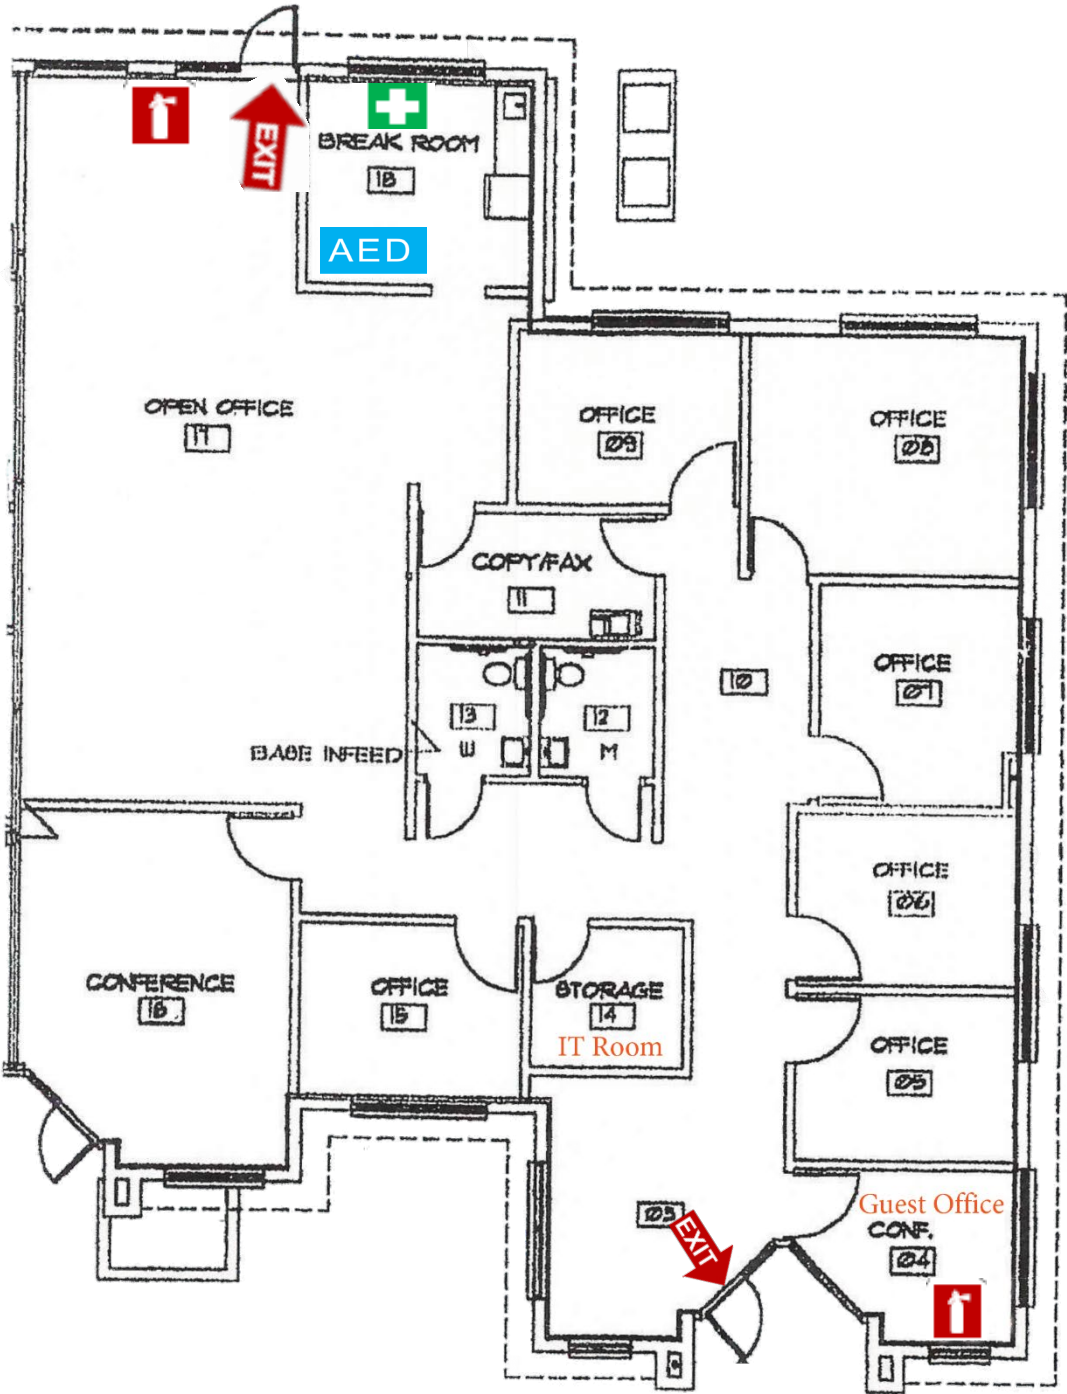 EXIT
BREAK ROOM
18
AED
OPEN OFFICE
17
OFFICE
09
OFFICE
08
COPY/FAX
11
OFFICE
07
10
13
W
12
M
BASE INFEED
OFFICE
06
CONFERENCE
16
OFFICE
15
STORAGE
14
IT Room
OFFICE
05
03
EXIT
Guest Office
CONF.
04